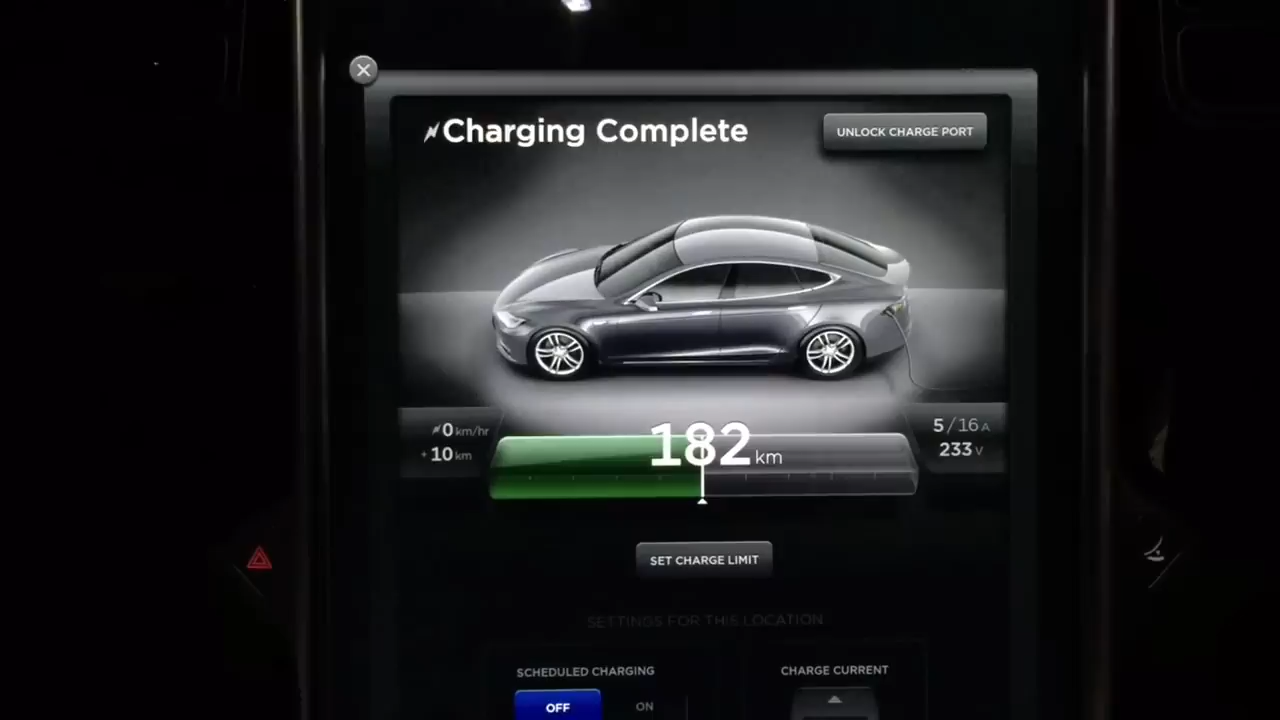 Charging Complete
UNLOCK CHARGE PORT
0 km/hr
+ 10 km
182 km
5/16 A
233 V
SET CHARGE LIMIT
SETTINGS FOR THIS LOCATION
SCHEDULED CHARGING
CHARGE CURRENT
OFF
ON